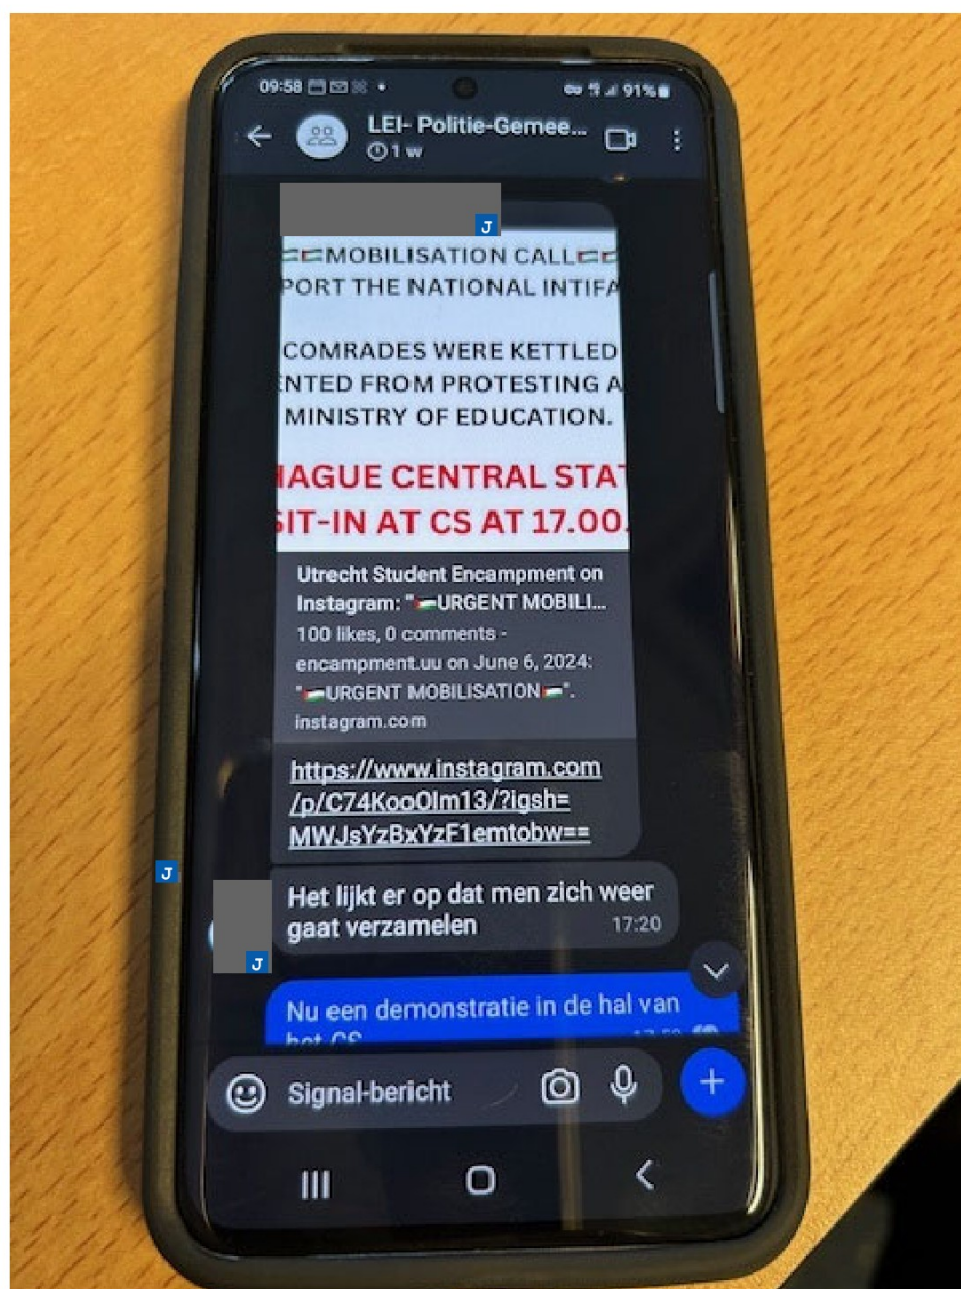 09:58 91%
LEI- Politie-Gemee...
1 w
J
MOBILISATION CALL
PORT THE NATIONAL INTIFA
COMRADES WERE KETTLED
ENTED FROM PROTESTING A
MINISTRY OF EDUCATION.
HAGUE CENTRAL STAT
SIT-IN AT CS AT 17.00.
Utrecht Student Encampment on
Instagram: "🇵🇸URGENT MOBILI...
100 likes, 0 comments -
encampment.uu on June 6, 2024:
"🇵🇸URGENT MOBILISATION🇵🇸".
instagram.com
https://www.instagram.com
/p/C74KooOlm13/?igsh=
MWJsYzBxYzF1emtobw==
J
Het lijkt er op dat men zich weer
gaat verzamelen 17:20
J
Nu een demonstratie in de hal van
het CS
Signal-bericht